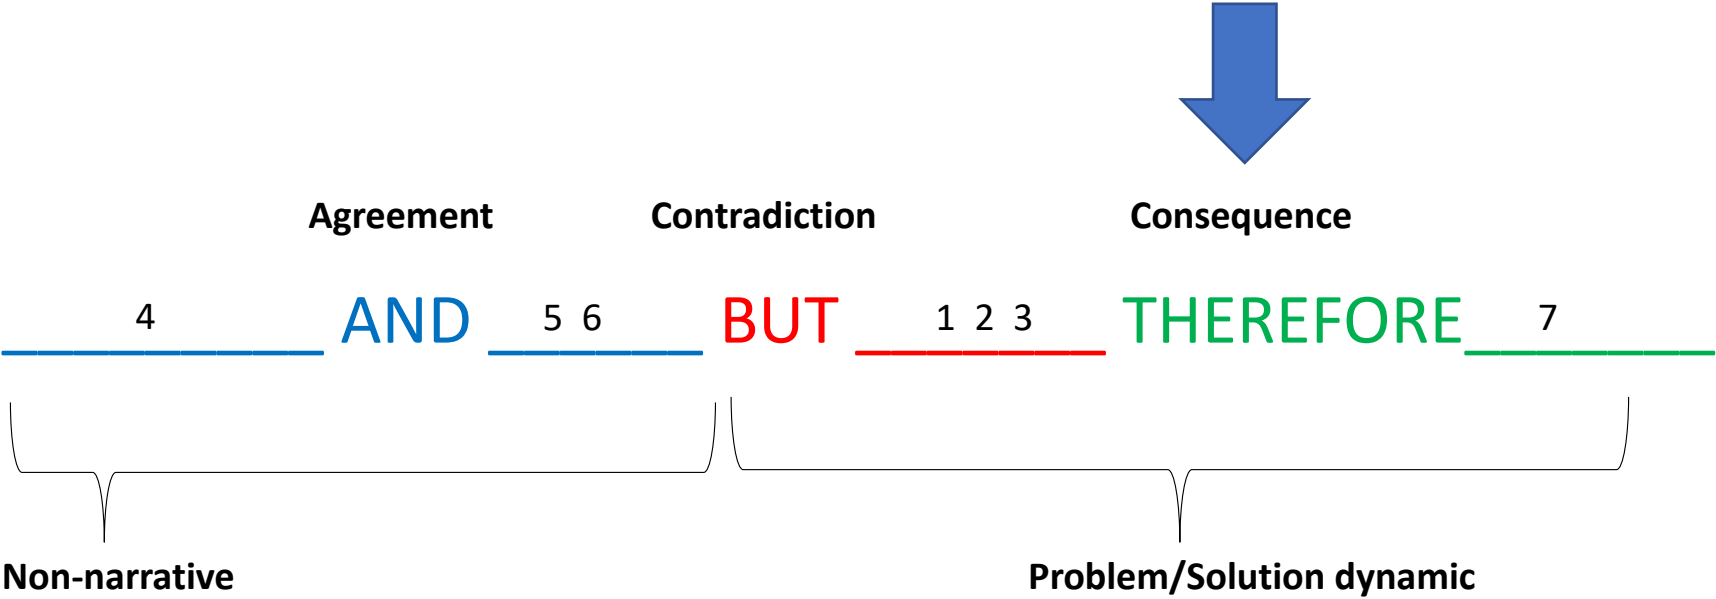 Agreement Contradiction Consequence
4 AND 5 6 BUT 1 2 3 THEREFORE 7
Non-narrative Problem/Solution dynamic